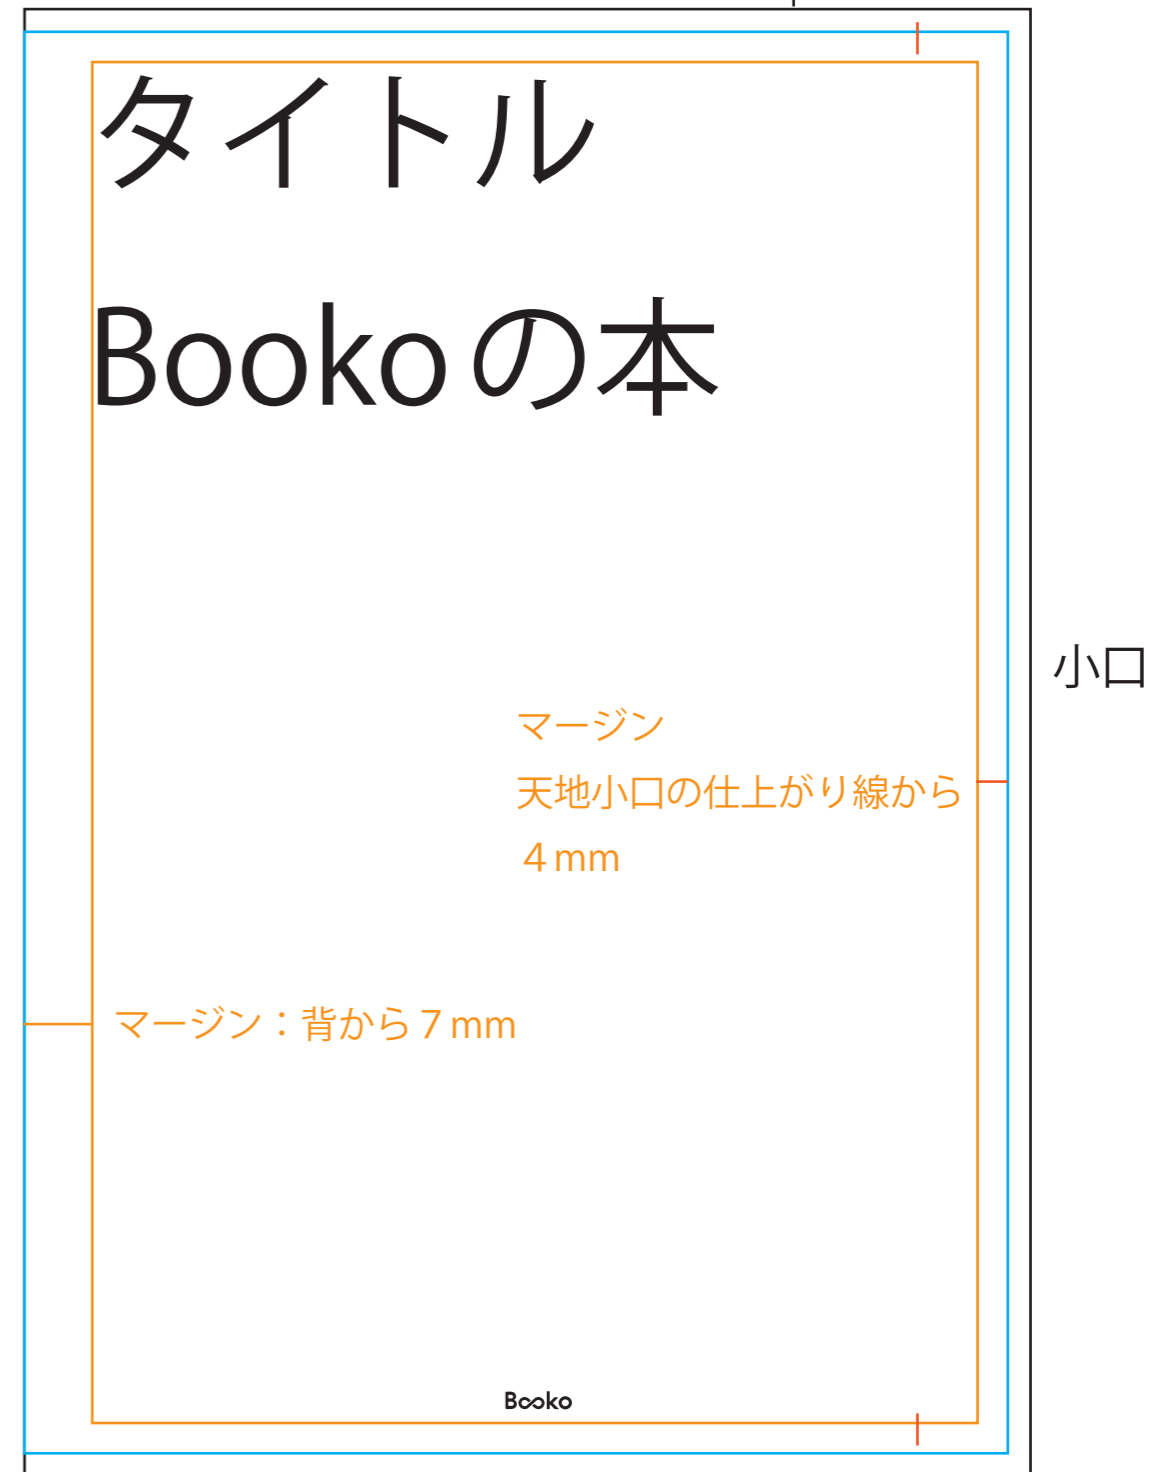 タイトル
Bookoの本
小口
マージン
天地小口の仕上がり線から
４mm
マージン：背から７mm
Booko